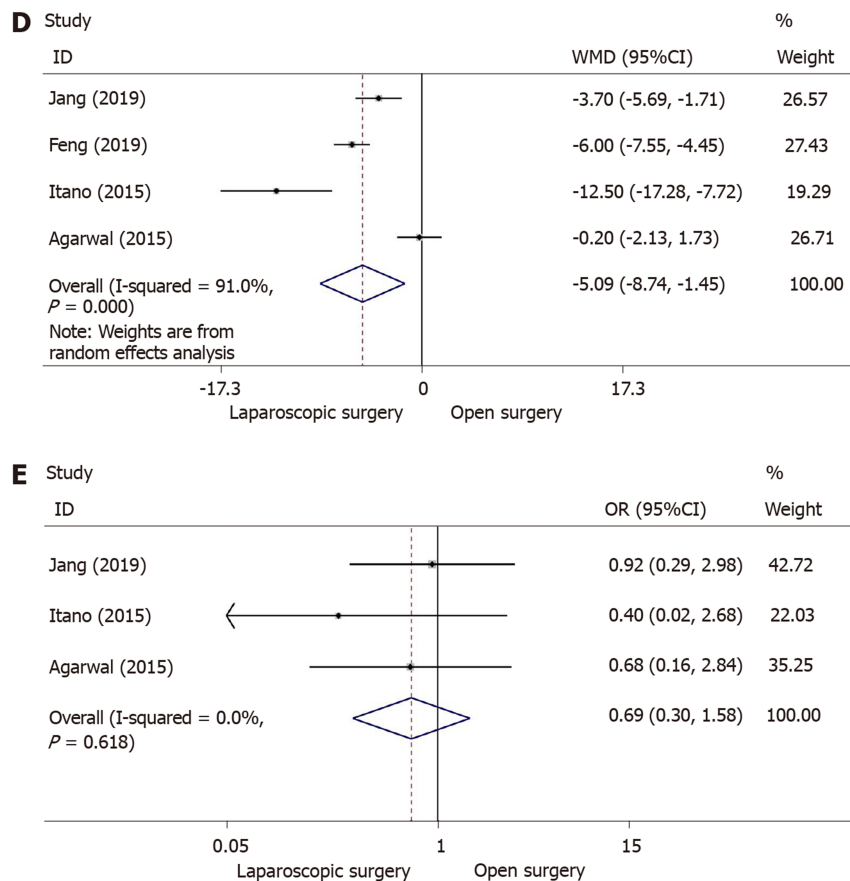 D Study %
ID WMD (95%CI) Weight
Jang (2019) -3.70 (-5.69, -1.71) 26.57
Feng (2019) -6.00 (-7.55, -4.45) 27.43
Itano (2015) -12.50 (-17.28, -7.72) 19.29
Agarwal (2015) -0.20 (-2.13, 1.73) 26.71
Overall (I-squared = 91.0%, -5.09 (-8.74, -1.45) 100.00
P = 0.000)
Note: Weights are from
random effects analysis
-17.3 0 17.3
Laparoscopic surgery Open surgery
E Study %
ID OR (95%CI) Weight
Jang (2019) 0.92 (0.29, 2.98) 42.72
Itano (2015) 0.40 (0.02, 2.68) 22.03
Agarwal (2015) 0.68 (0.16, 2.84) 35.25
Overall (I-squared = 0.0%, 0.69 (0.30, 1.58) 100.00
P = 0.618)
0.05 1 15
Laparoscopic surgery Open surgery